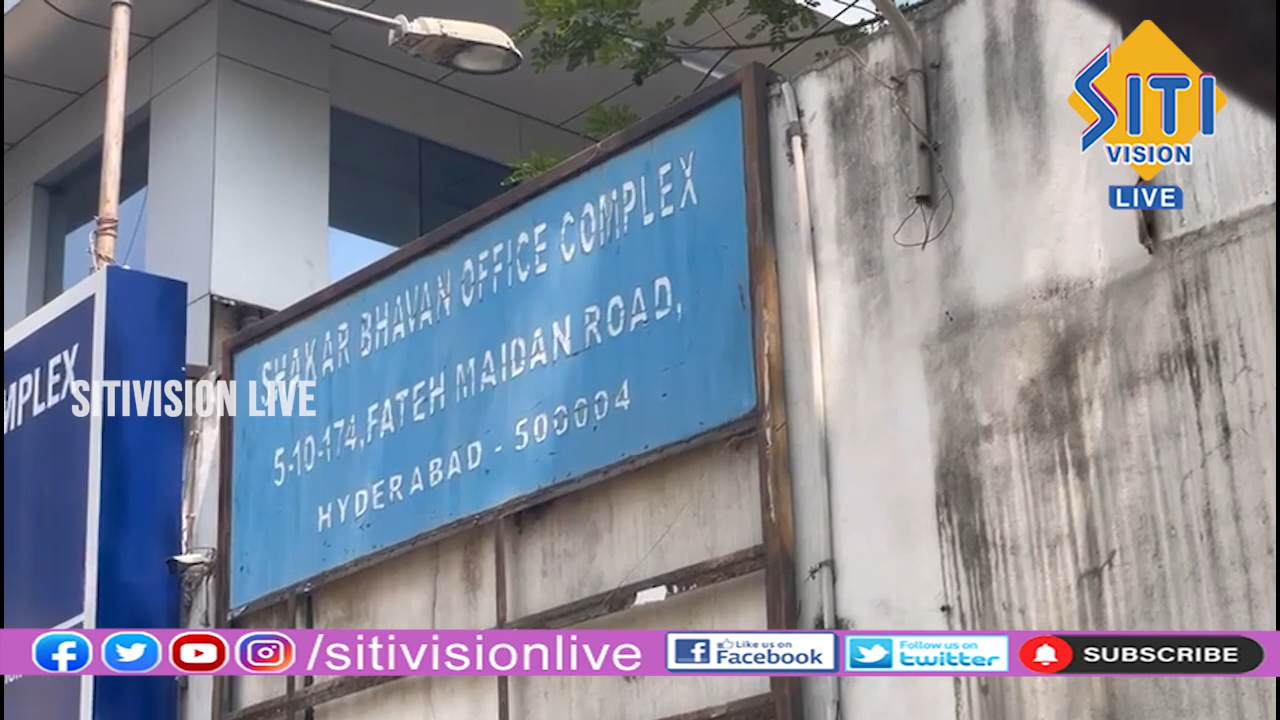 SITI
VISION
LIVE
SHAKAR BHAVAN OFFICE COMPLEX
5-10-174,FATEH MAIDAN ROAD,
HYDERABAD - 500004
MPLEX
SITIVISION LIVE
/sitivisionlive
Like us on
Facebook
Follow us on
twitter
SUBSCRIBE